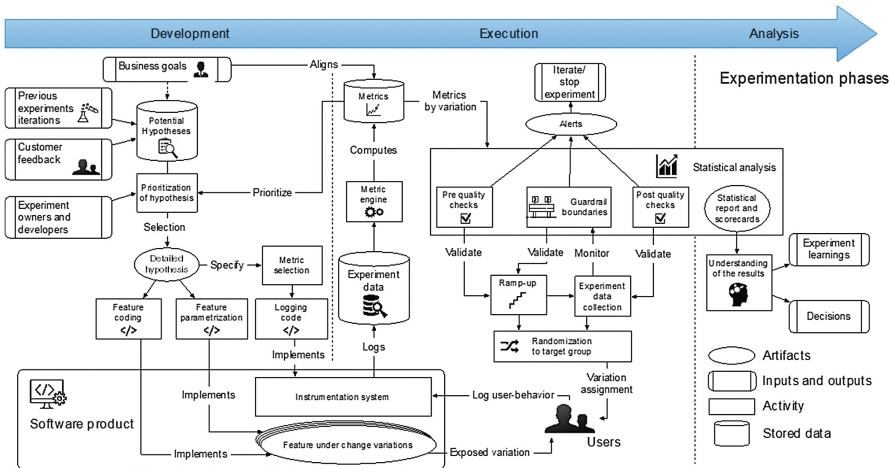 Development
Execution
Analysis
Experimentation phases
Business goals
Aligns
Previous
experiments
iterations
Potential
Hypotheses
Customer
feedback
Prioritization
of hypothesis
Experiment
owners and
developers
Selection
Prioritize
Detailed
hypothesis
Specify
Metric
selection
Feature
coding
</>
Feature
parametrization
</>
Logging
code
</>
Implements
Metrics
Computes
Metric
engine
Experiment
data
Logs
Metrics
by variation
Iterate/
stop
experiment
Alerts
Statistical analysis
Pre quality
checks
Guardrail
boundaries
Post quality
checks
Statistical
report and
scorecards
Validate
Validate
Monitor
Validate
Ramp-up
Experiment
data
collection
Randomization
to target group
Understanding
of the results
Experiment
learnings
Decisions
</>
Software product
Implements
Instrumentation system
Log user-behavior
Variation
assignment
Users
Implements
Feature under change variations
Exposed variation
Artifacts
Inputs and outputs
Activity
Stored data